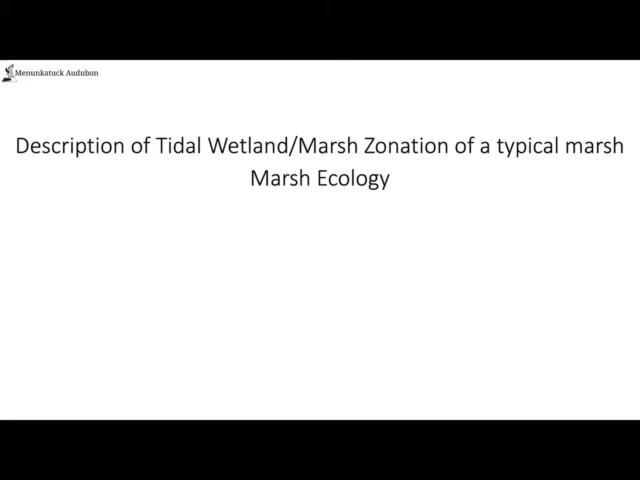 Menunkatuck Audubon
Description of Tidal Wetland/Marsh Zonation of a typical marsh
Marsh Ecology